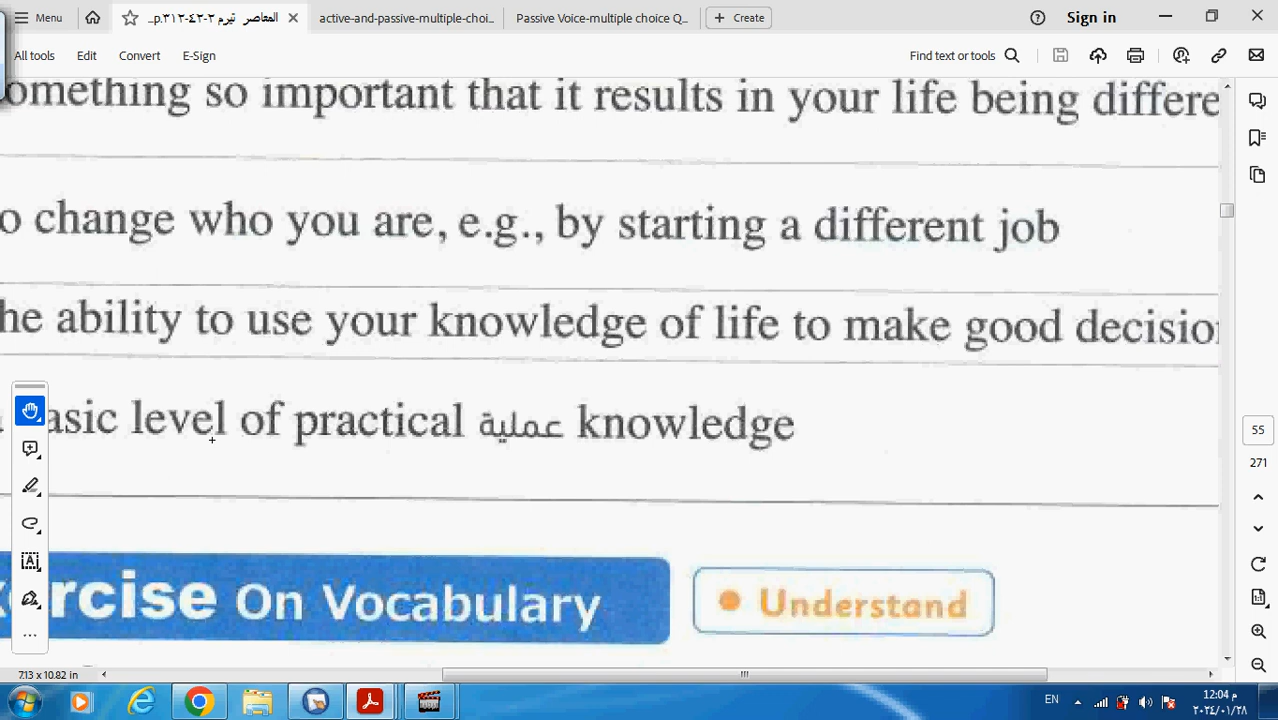 Menu
المعاصر تيرم ٢-٣-٤٣-٣١٣p...
active-and-passive-multiple-choi...
Passive Voice-multiple choice Q...
Create
Sign in
All tools
Edit
Convert
E-Sign
Find text or tools
omething so important that it results in your life being differe
o change who you are, e.g., by starting a different job
he ability to use your knowledge of life to make good decisio
asic level of practical عملية knowledge
ercise On Vocabulary
Understand
55
271
7.13 x 10.82 in
EN
12:04 م
٢٠٢٤/٠١/٢٨